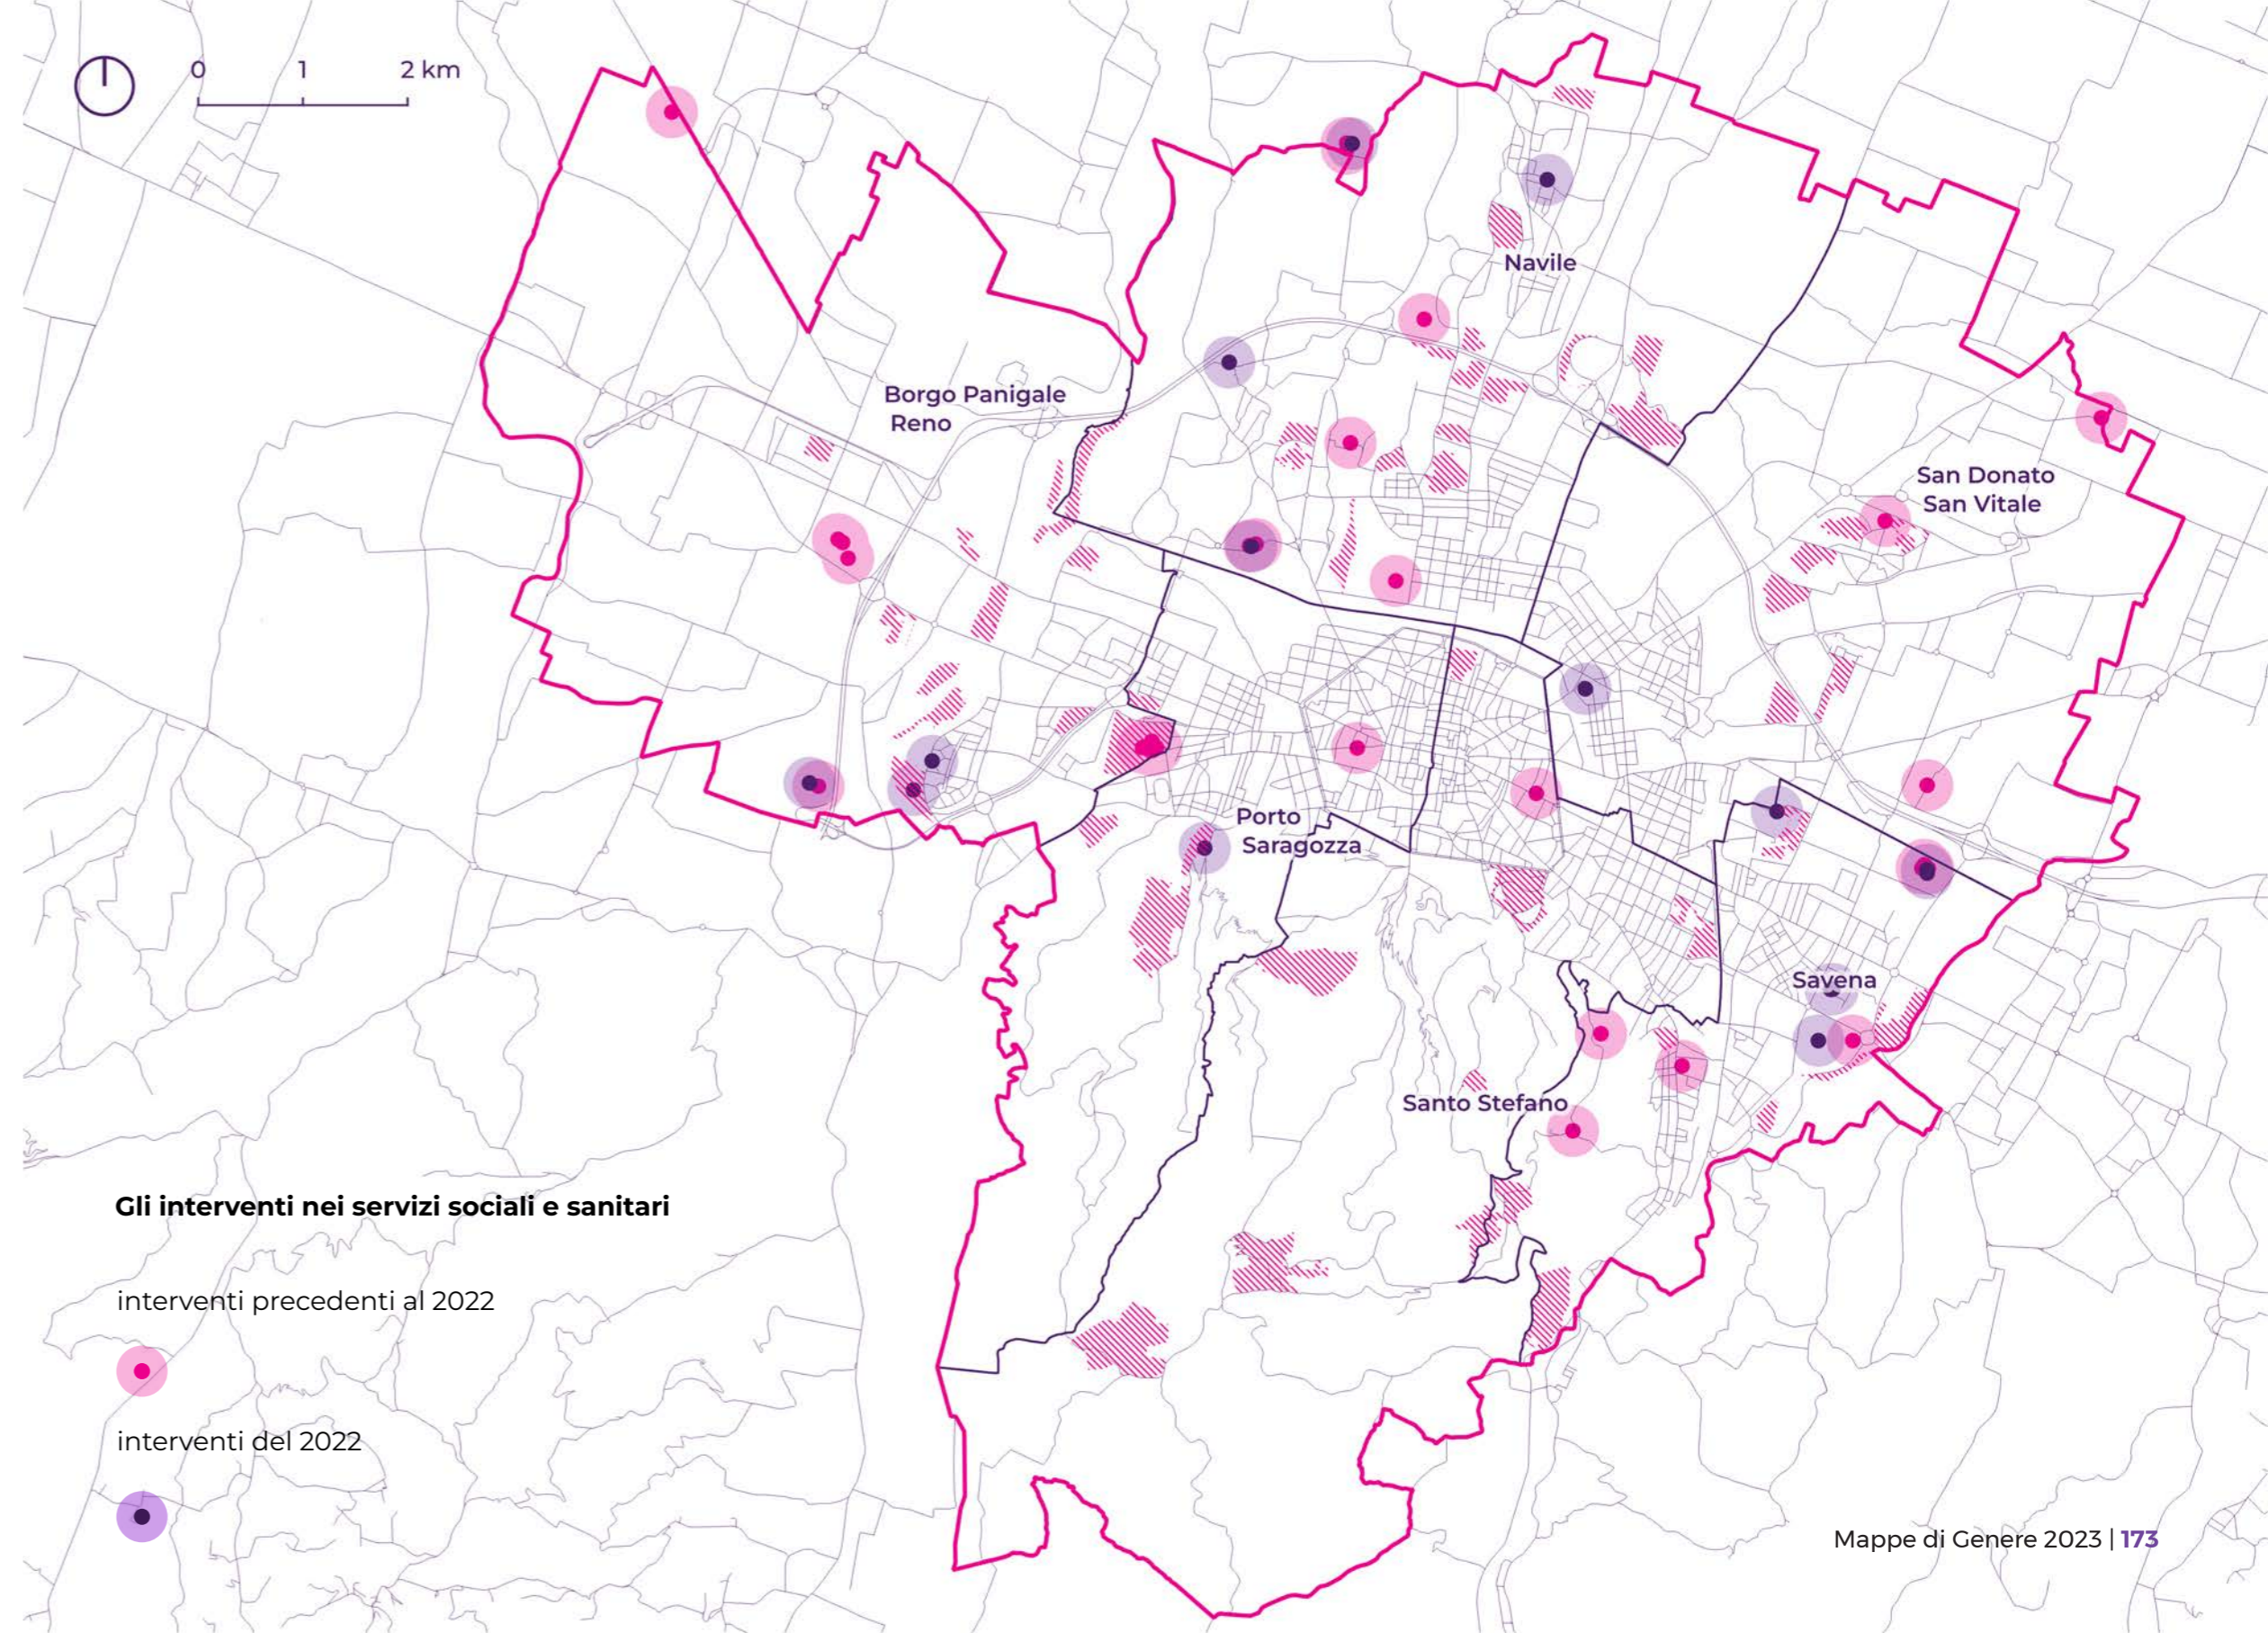 0 1 2 km
Navile
Borgo Panigale
Reno
San Donato
San Vitale
Porto
Saragozza
Savena
Santo Stefano
Gli interventi nei servizi sociali e sanitari
interventi precedenti al 2022
interventi del 2022
Mappe di Genere 2023 | 173